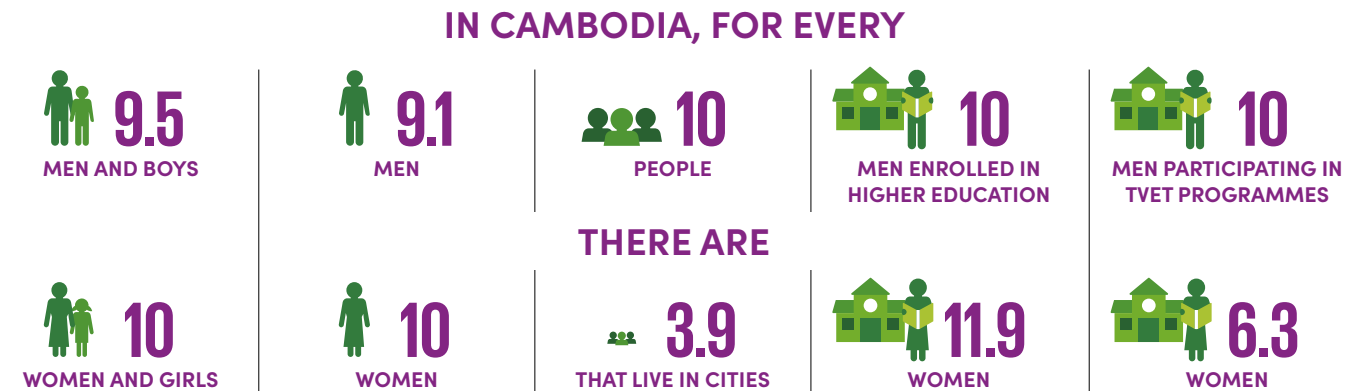 IN CAMBODIA, FOR EVERY
9.5
MEN AND BOYS
9.1
MEN
10
PEOPLE
10
MEN ENROLLED IN
HIGHER EDUCATION
10
MEN PARTICIPATING IN
TVET PROGRAMMES
THERE ARE
10
WOMEN AND GIRLS
10
WOMEN
3.9
THAT LIVE IN CITIES
11.9
WOMEN
6.3
WOMEN